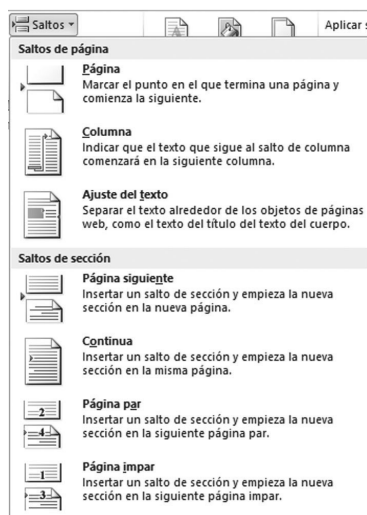 Saltos
Aplicar s
Saltos de página
Página
Marcar el punto en el que termina una página y
comienza la siguiente.
Columna
Indicar que el texto que sigue al salto de columna
comenzará en la siguiente columna.
Ajuste del texto
Separar el texto alrededor de los objetos de páginas
web, como el texto del título del texto del cuerpo.
Saltos de sección
Página siguiente
Insertar un salto de sección y empieza la nueva
sección en la nueva página.
Continua
Insertar un salto de sección y empieza la nueva
sección en la misma página.
Página par
Insertar un salto de sección y empieza la nueva
sección en la siguiente página par.
2
4
Página impar
Insertar un salto de sección y empieza la nueva
sección en la siguiente página impar.
1
3